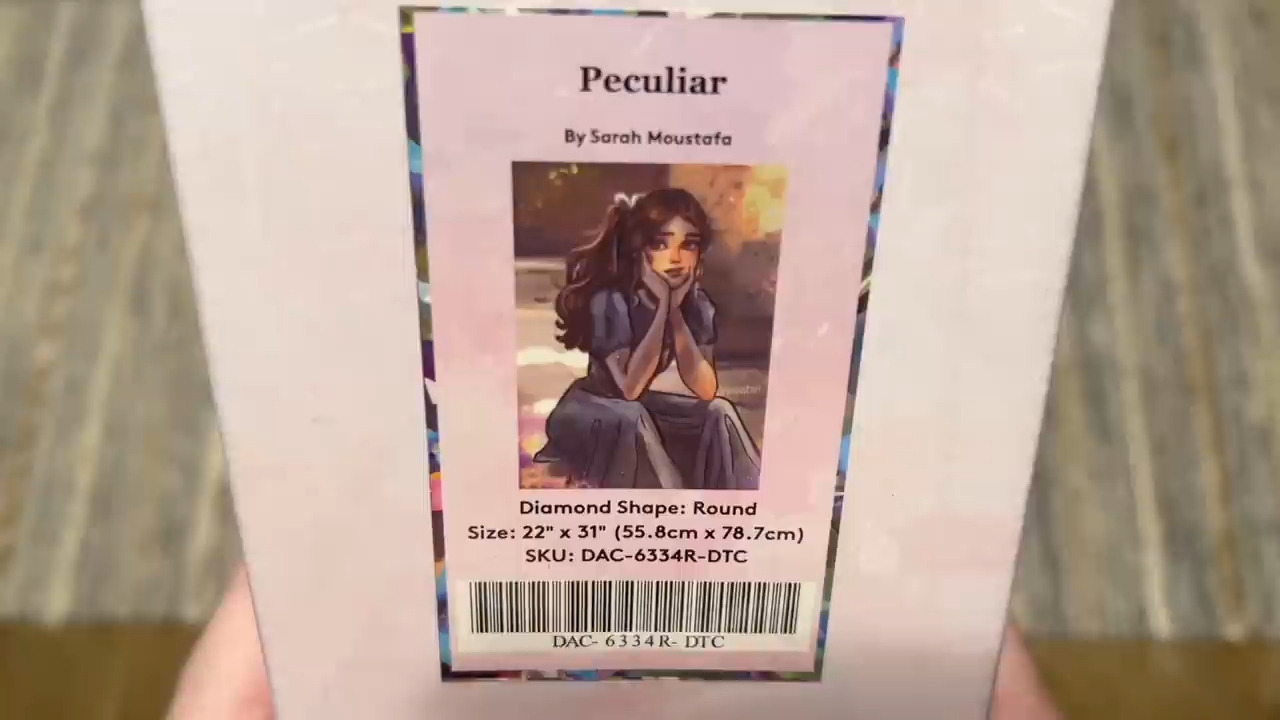 Peculiar
By Sarah Moustafa
Diamond Shape: Round
Size: 22" x 31" (55.8cm x 78.7cm)
SKU: DAC-6334R-DTC
DAC- 6334R- DTC